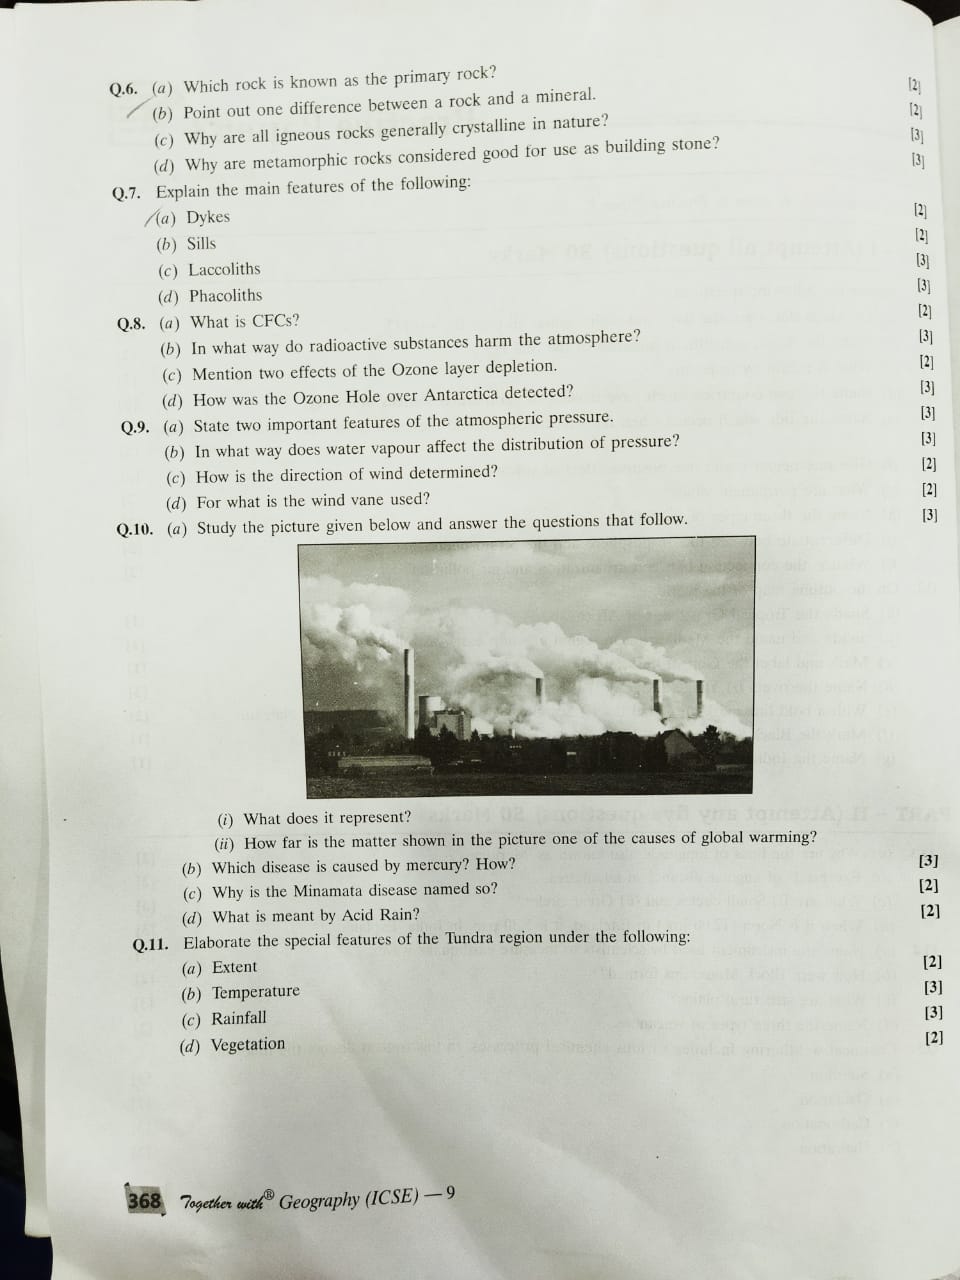 Q.6. (a) Which rock is known as the primary rock? [2]
(b) Point out one difference between a rock and a mineral. [2]
(c) Why are all igneous rocks generally crystalline in nature? [3]
(d) Why are metamorphic rocks considered good for use as building stone? [3]
Q.7. Explain the main features of the following:
(a) Dykes [2]
(b) Sills [2]
(c) Laccoliths [3]
(d) Phacoliths [3]
Q.8. (a) What is CFCs? [2]
(b) In what way do radioactive substances harm the atmosphere? [3]
(c) Mention two effects of the Ozone layer depletion. [2]
(d) How was the Ozone Hole over Antarctica detected? [3]
Q.9. (a) State two important features of the atmospheric pressure. [3]
(b) In what way does water vapour affect the distribution of pressure? [3]
(c) How is the direction of wind determined? [2]
(d) For what is the wind vane used? [2]
Q.10. (a) Study the picture given below and answer the questions that follow. [3]
(i) What does it represent?
(ii) How far is the matter shown in the picture one of the causes of global warming?
(b) Which disease is caused by mercury? How? [3]
(c) Why is the Minamata disease named so? [2]
(d) What is meant by Acid Rain? [2]
Q.11. Elaborate the special features of the Tundra region under the following:
(a) Extent [2]
(b) Temperature [3]
(c) Rainfall [3]
(d) Vegetation [2]
368 Together with® Geography (ICSE) — 9